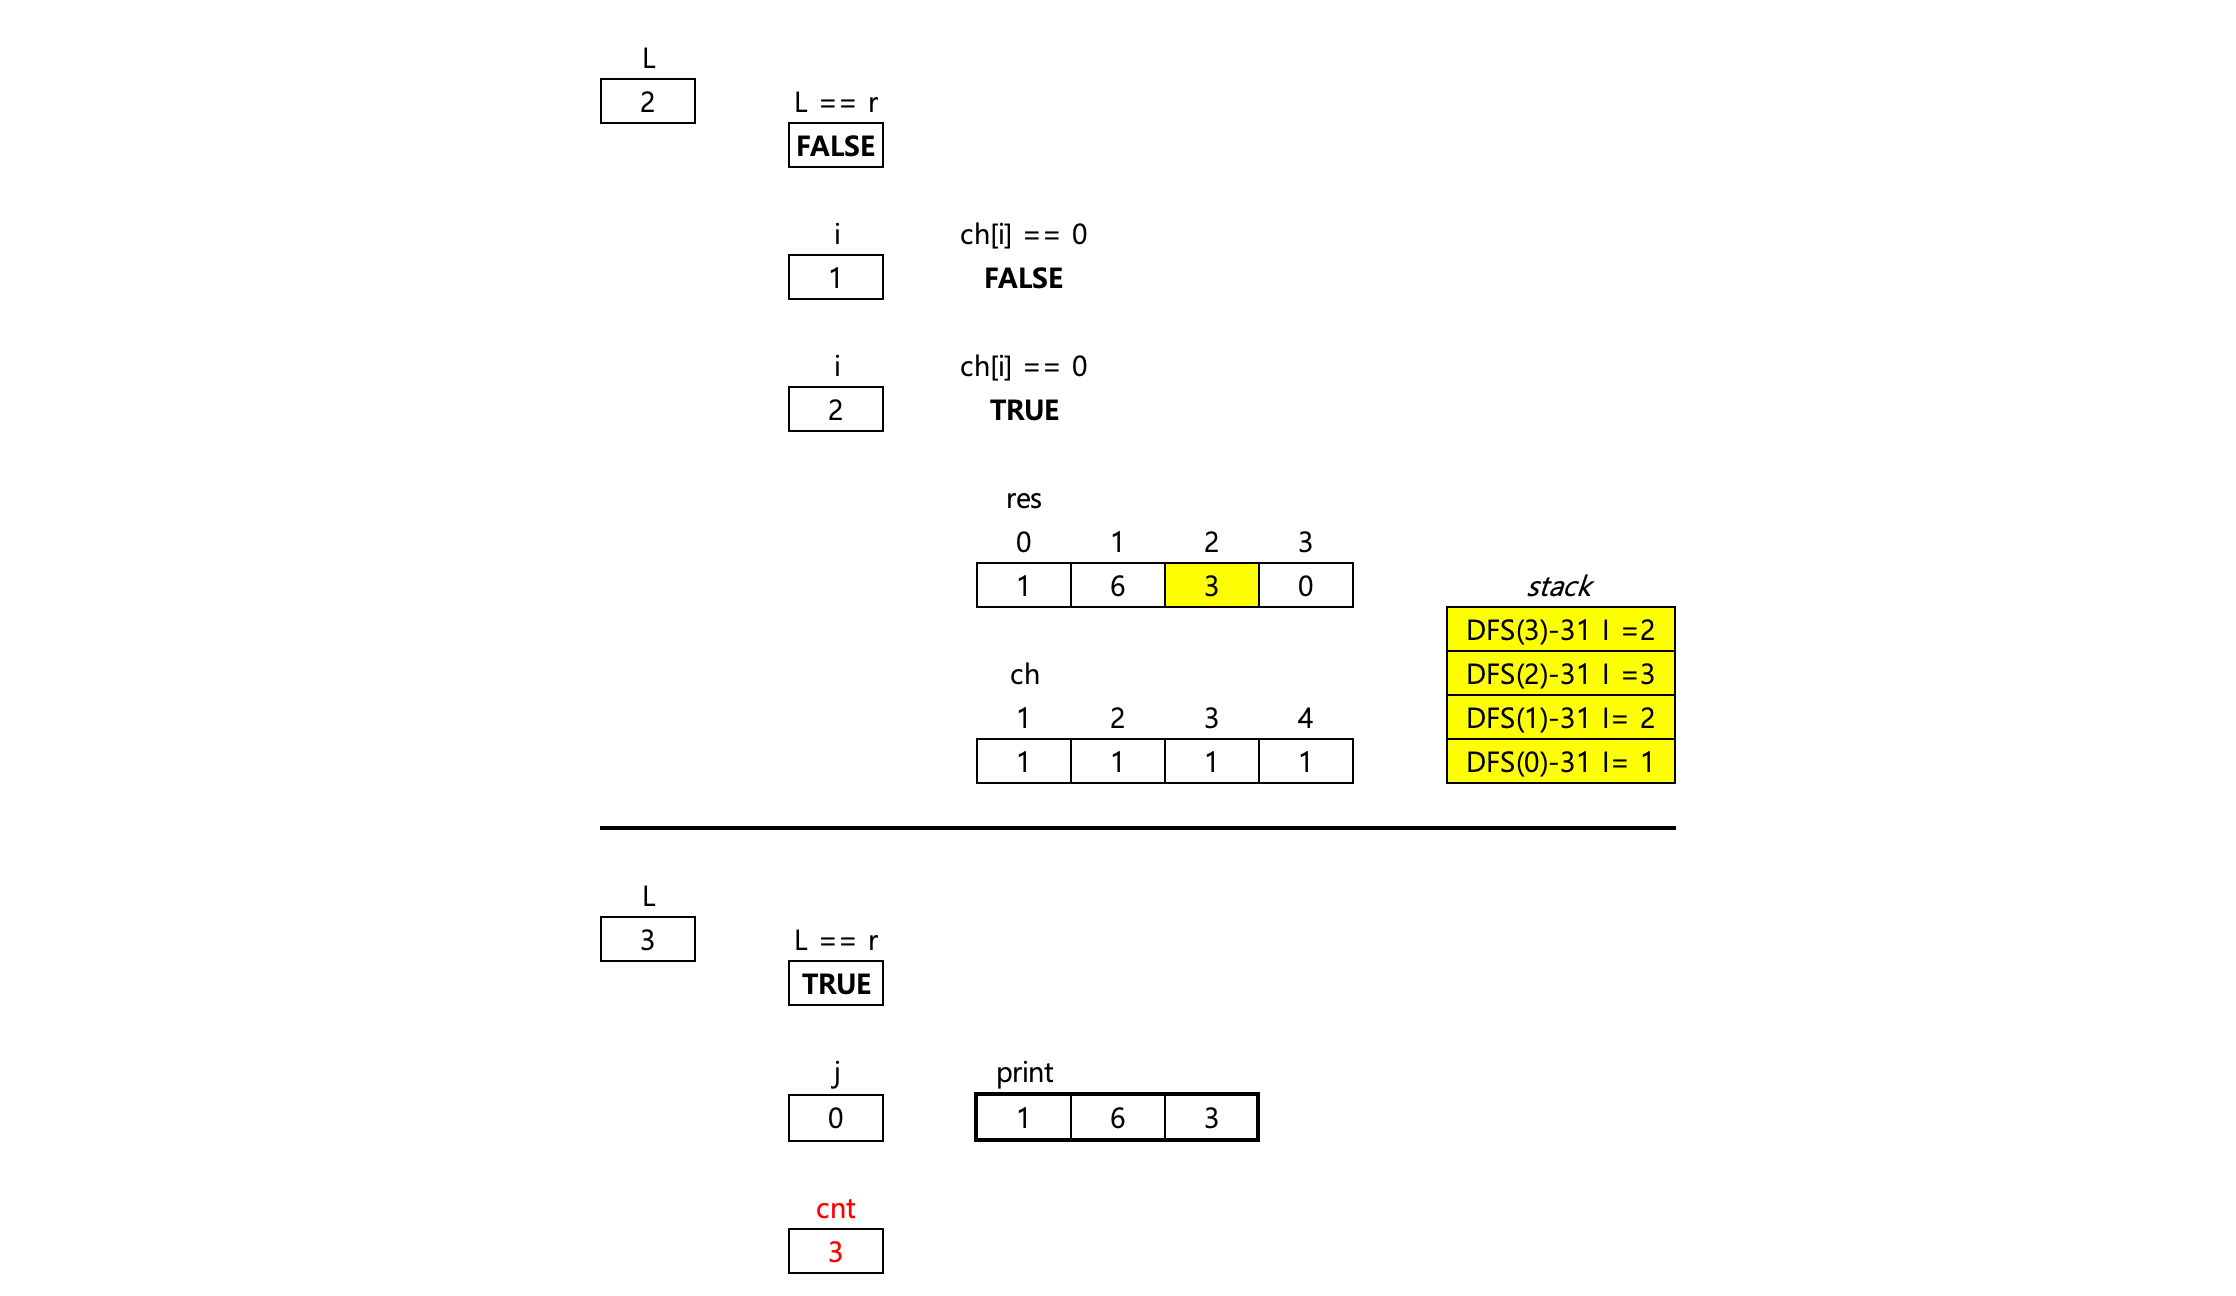 L
2
L == r
FALSE
i
ch[i] == 0
1
FALSE
i
ch[i] == 0
2
TRUE
res
0 1 2 3
1 6 3 0
stack
DFS(3)-31 I =2
DFS(2)-31 I =3
DFS(1)-31 I= 2
DFS(0)-31 I= 1
ch
1 2 3 4
1 1 1 1
L
3
L == r
TRUE
j
print
0
1 6 3
cnt
3